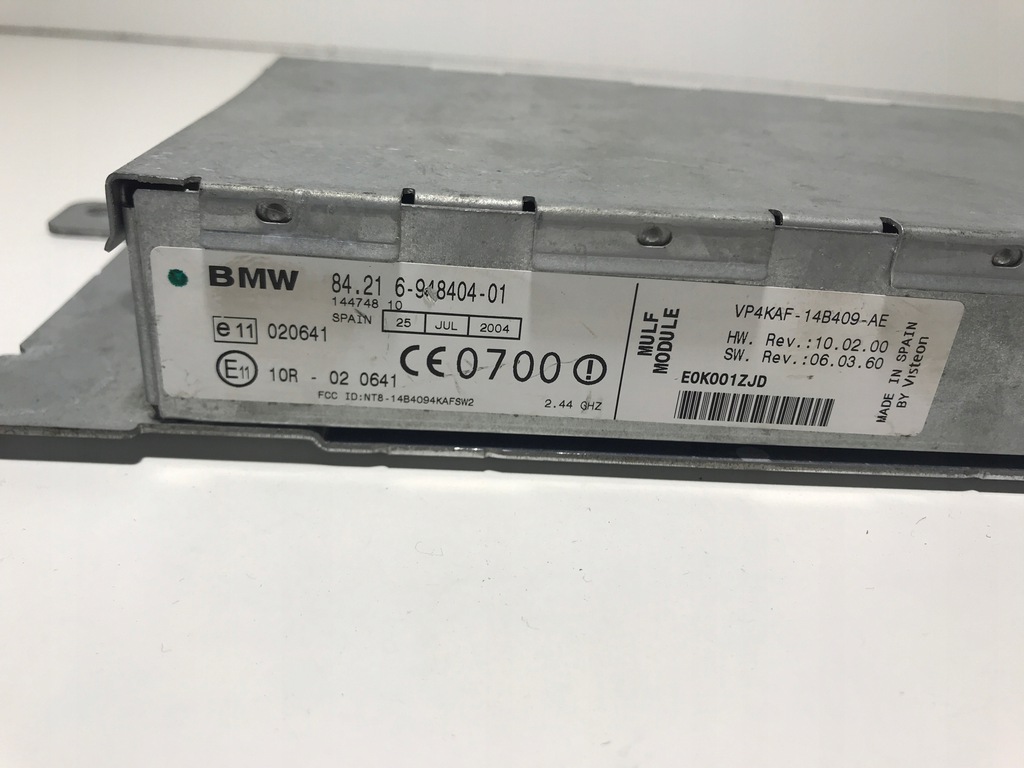 BMW 84.21 6-948404-01
144748 10
SPAIN 25 JUL 2004
e11 020641
CE0700
E11 10R - 02 0641
FCC ID:NT8-14B4094KAFSW2 2.44 GHZ
MULF
MODULE
VP4KAF-14B409-AE
HW. Rev.:10.02.00
SW. Rev.:06.03.60
E0K001ZJD
MADE IN SPAIN
BY Visteon